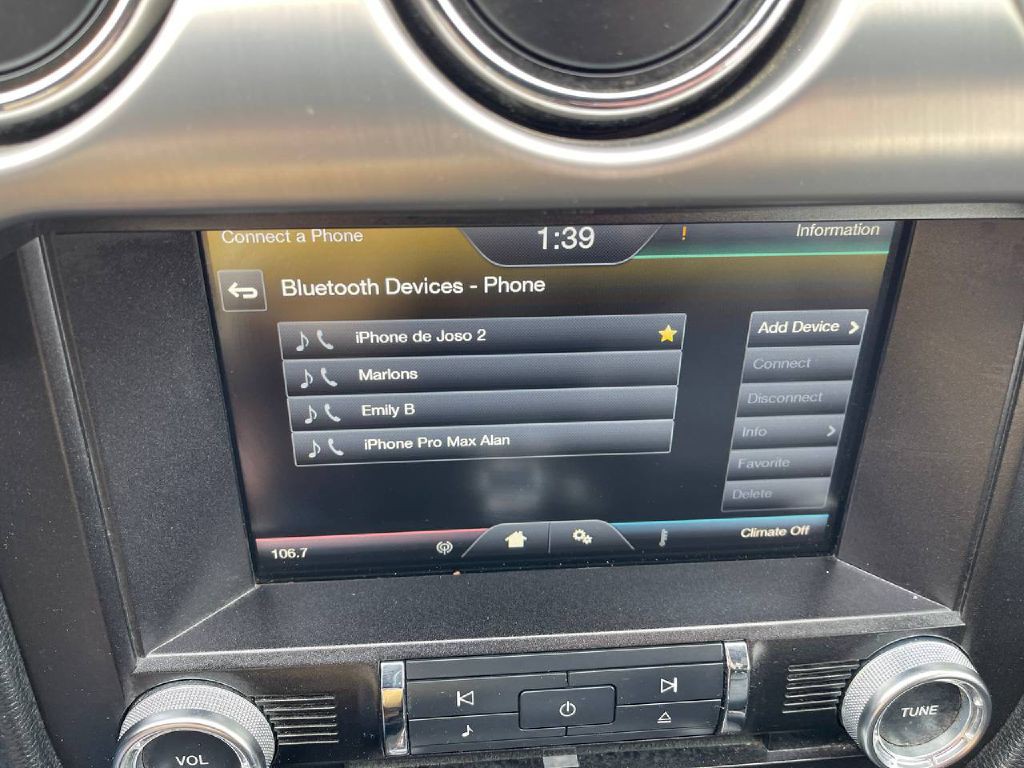 Connect a Phone
1:39
!
Information
Bluetooth Devices - Phone
iPhone de Joso 2
Marlons
Emily B
iPhone Pro Max Alan
Add Device
Connect
Disconnect
Info
Favorite
Delete
106.7
Climate Off
VOL
TUNE